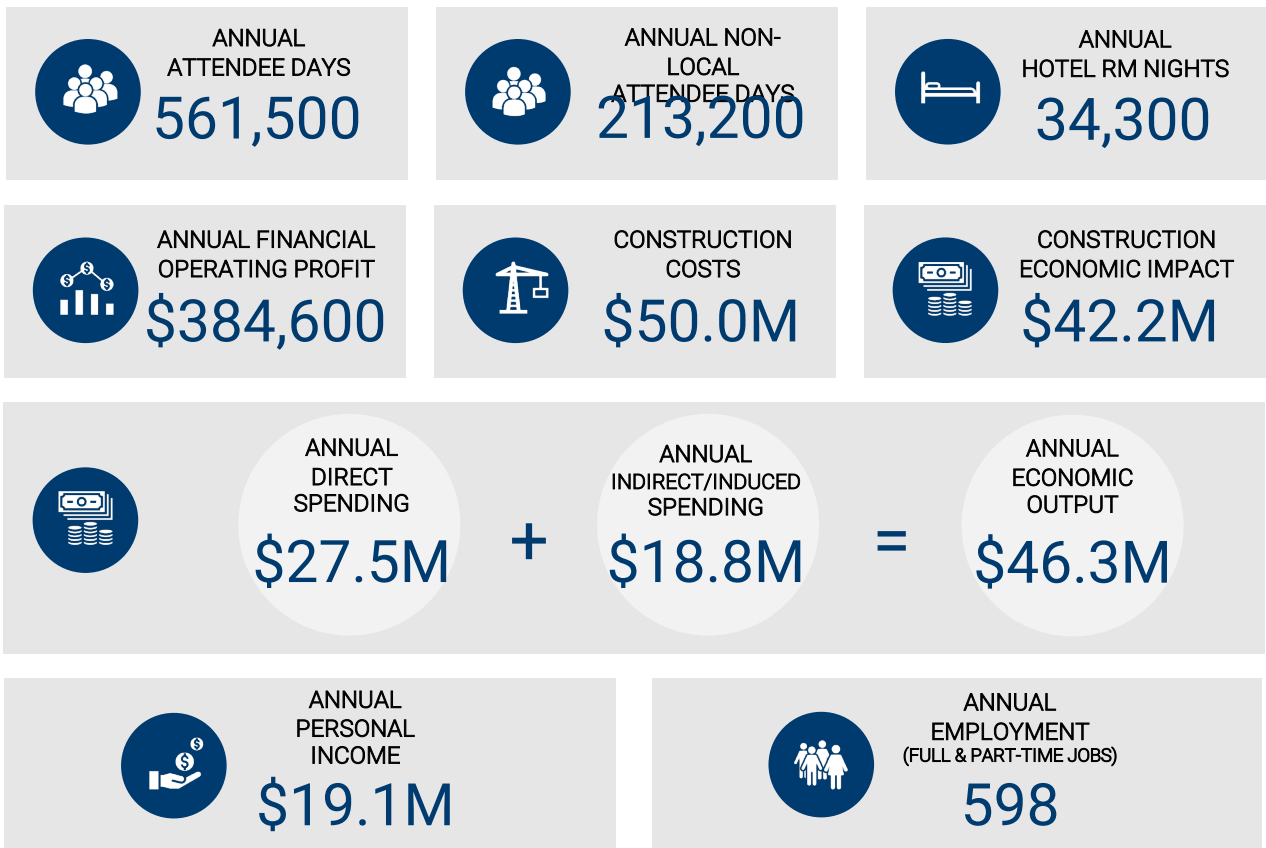 ANNUAL
ATTENDEE DAYS
561,500
ANNUAL NON-
LOCAL
ATTENDEE DAYS
213,200
ANNUAL
HOTEL RM NIGHTS
34,300
ANNUAL FINANCIAL
OPERATING PROFIT
$384,600
CONSTRUCTION
COSTS
$50.0M
CONSTRUCTION
ECONOMIC IMPACT
$42.2M
ANNUAL
DIRECT
SPENDING
$27.5M
+
ANNUAL
INDIRECT/INDUCED
SPENDING
$18.8M
=
ANNUAL
ECONOMIC
OUTPUT
$46.3M
ANNUAL
PERSONAL
INCOME
$19.1M
ANNUAL
EMPLOYMENT
(FULL & PART-TIME JOBS)
598